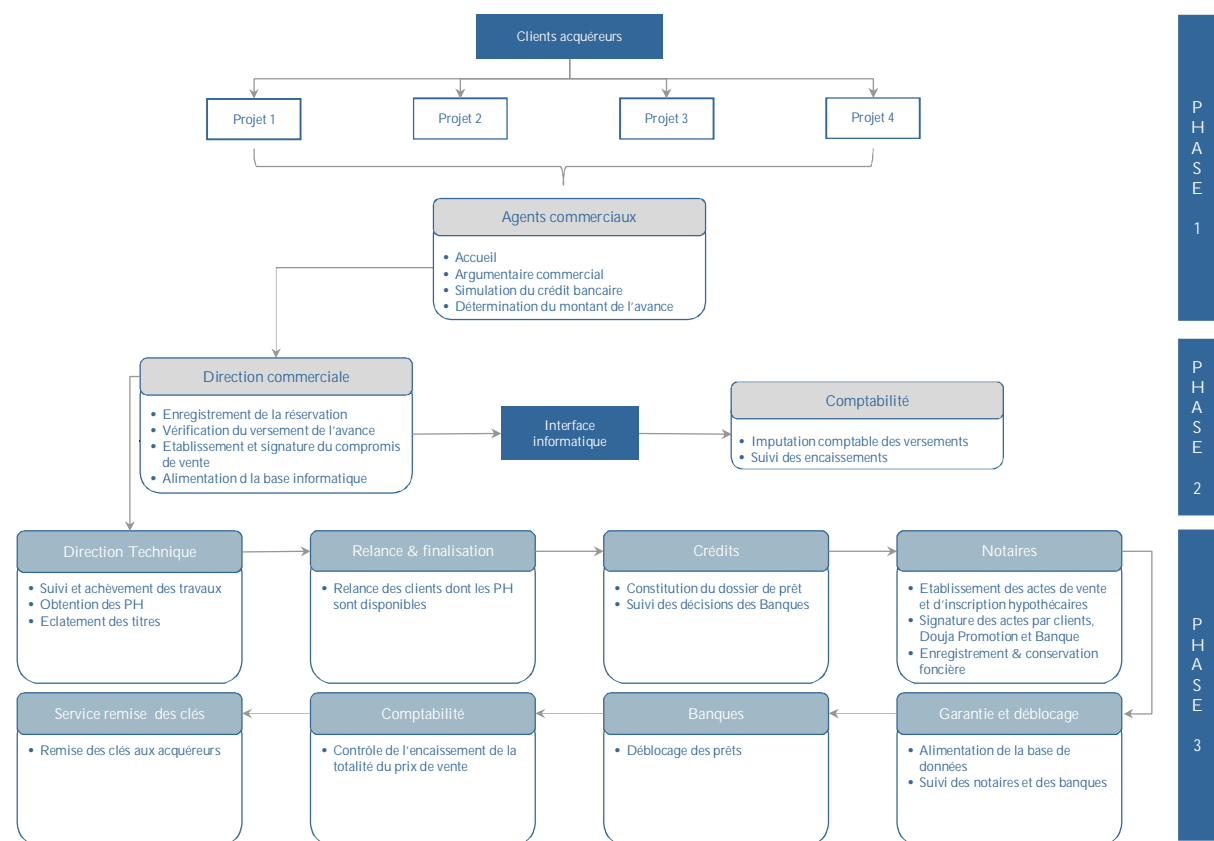 Clients acquéreurs
Projet 1
Projet 2
Projet 3
Projet 4
Agents commerciaux
• Accueil
• Argumentaire commercial
• Simulation du crédit bancaire
• Détermination du montant de l'avance
PHASE 1
Direction commerciale
• Enregistrement de la réservation
• Vérification du versement de l'avance
• Etablissement et signature du compromis
de vente
• Alimentation d la base informatique
Interface
informatique
Comptabilité
• Imputation comptable des versements
• Suivi des encaissements
PHASE 2
Direction Technique
• Suivi et achèvement des travaux
• Obtention des PH
• Eclatement des titres
Relance & finalisation
• Relance des clients dont les PH
sont disponibles
Crédits
• Constitution du dossier de prêt
• Suivi des décisions des Banques
Notaires
• Etablissement des actes de vente
et d'inscription hypothécaires
• Signature des actes par clients,
Douja Promotion et Banque
• Enregistrement & conservation
foncière
Service remise des clés
• Remise des clés aux acquéreurs
Comptabilité
• Contrôle de l'encaissement de la
totalité du prix de vente
Banques
• Déblocage des prêts
Garantie et déblocage
• Alimentation de la base de
données
• Suivi des notaires et des banques
PHASE 3